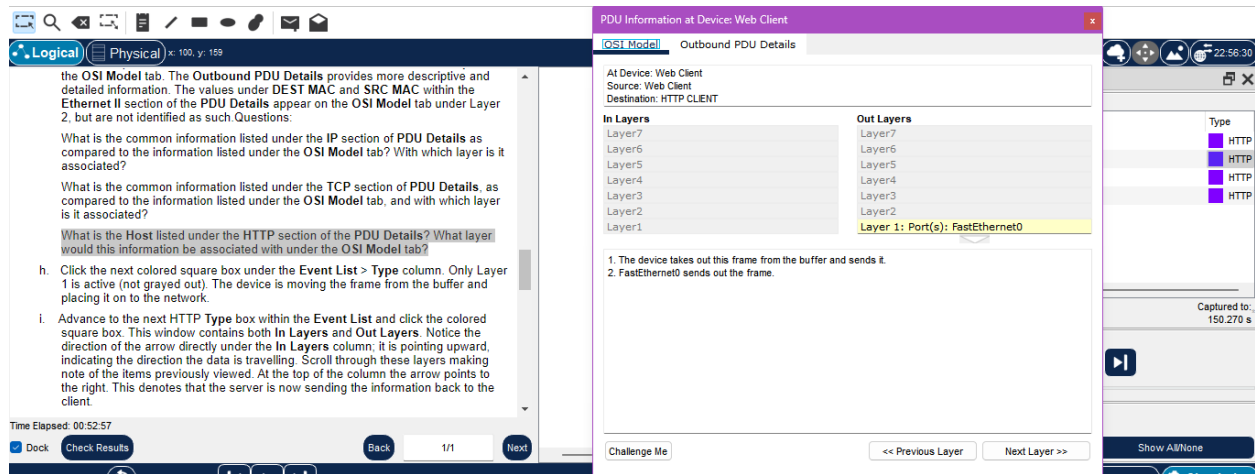 PDU Information at Device: Web Client
x
Logical
Physical
x: 100, y: 159
OSI Model
Outbound PDU Details
22:56:30
the OSI Model tab. The Outbound PDU Details provides more descriptive and
detailed information. The values under DEST MAC and SRC MAC within the
Ethernet II section of the PDU Details appear on the OSI Model tab under Layer
2, but are not identified as such.Questions:
What is the common information listed under the IP section of PDU Details as
compared to the information listed under the OSI Model tab? With which layer is it
associated?
What is the common information listed under the TCP section of PDU Details, as
compared to the information listed under the OSI Model tab, and with which layer
is it associated?
What is the Host listed under the HTTP section of the PDU Details? What layer
would this information be associated with under the OSI Model tab?
h. Click the next colored square box under the Event List > Type column. Only Layer
1 is active (not grayed out). The device is moving the frame from the buffer and
placing it on to the network.
i. Advance to the next HTTP Type box within the Event List and click the colored
square box. This window contains both In Layers and Out Layers. Notice the
direction of the arrow directly under the In Layers column; it is pointing upward,
indicating the direction the data is travelling. Scroll through these layers making
note of the items previously viewed. At the top of the column the arrow points to
the right. This denotes that the server is now sending the information back to the
client.
Time Elapsed: 00:52:57
Dock
Check Results
Back
1/1
Next
At Device: Web Client
Source: Web Client
Destination: HTTP CLIENT
In Layers
Layer7
Layer6
Layer5
Layer4
Layer3
Layer2
Layer1
Out Layers
Layer7
Layer6
Layer5
Layer4
Layer3
Layer2
Layer 1: Port(s): FastEthernet0
1. The device takes out this frame from the buffer and sends it.
2. FastEthernet0 sends out the frame.
Challenge Me
<< Previous Layer
Next Layer >>
Type
HTTP
HTTP
HTTP
HTTP
Captured to:
150.270 s
Show All/None